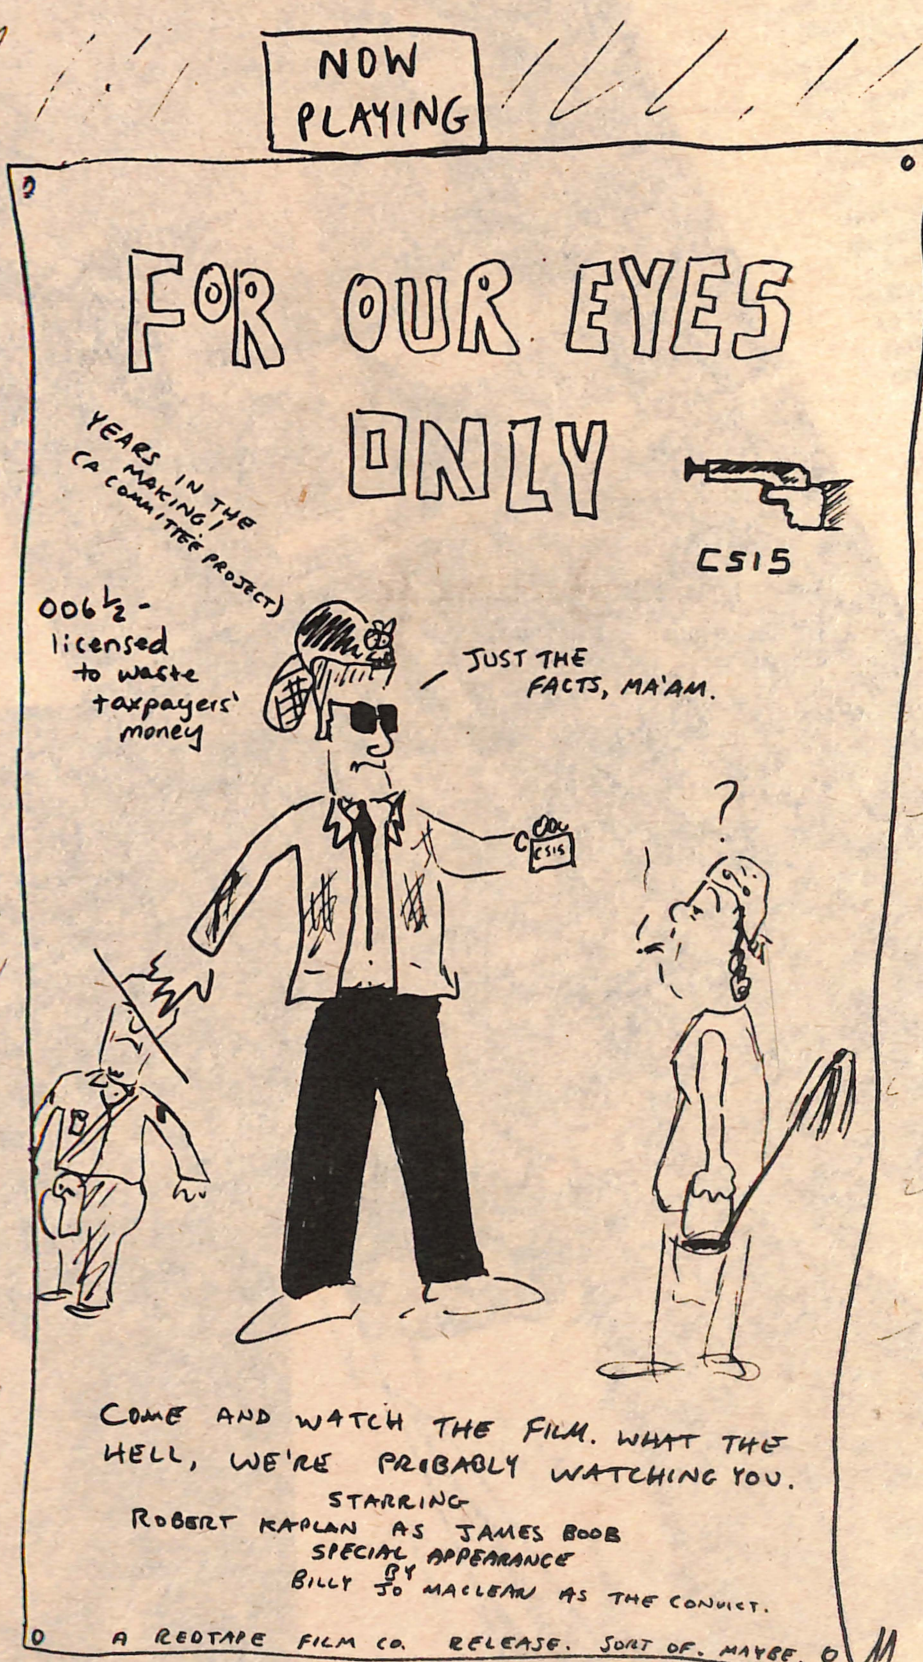 NOW
PLAYING
FOR OUR EYES
ONLY
YEARS IN THE
MAKING!
(A COMMITTEE PROJECT)
CSIS
006½-
licensed
to waste
taxpayers'
money
JUST THE
FACTS, MA'AM.
CSIS
?
COME AND WATCH THE FILM. WHAT THE
HELL, WE'RE PROBABLY WATCHING YOU.
STARRING
ROBERT KAPLAN AS JAMES BOOB
SPECIAL APPEARANCE
BY
BILLY JO MACLEAN AS THE CONVICT.
A REDTAPE FILM CO. RELEASE. SORT OF. MAYBE.